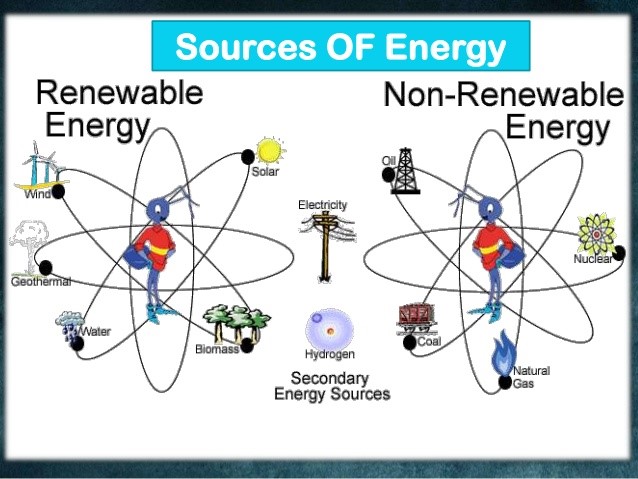 Sources OF Energy
Renewable
Energy
Non-Renewable
Energy
Solar
Wind
Geothermal
Water
Biomass
Electricity
Hydrogen
Secondary
Energy Sources
Oil
Nuclear
Coal
Natural
Gas